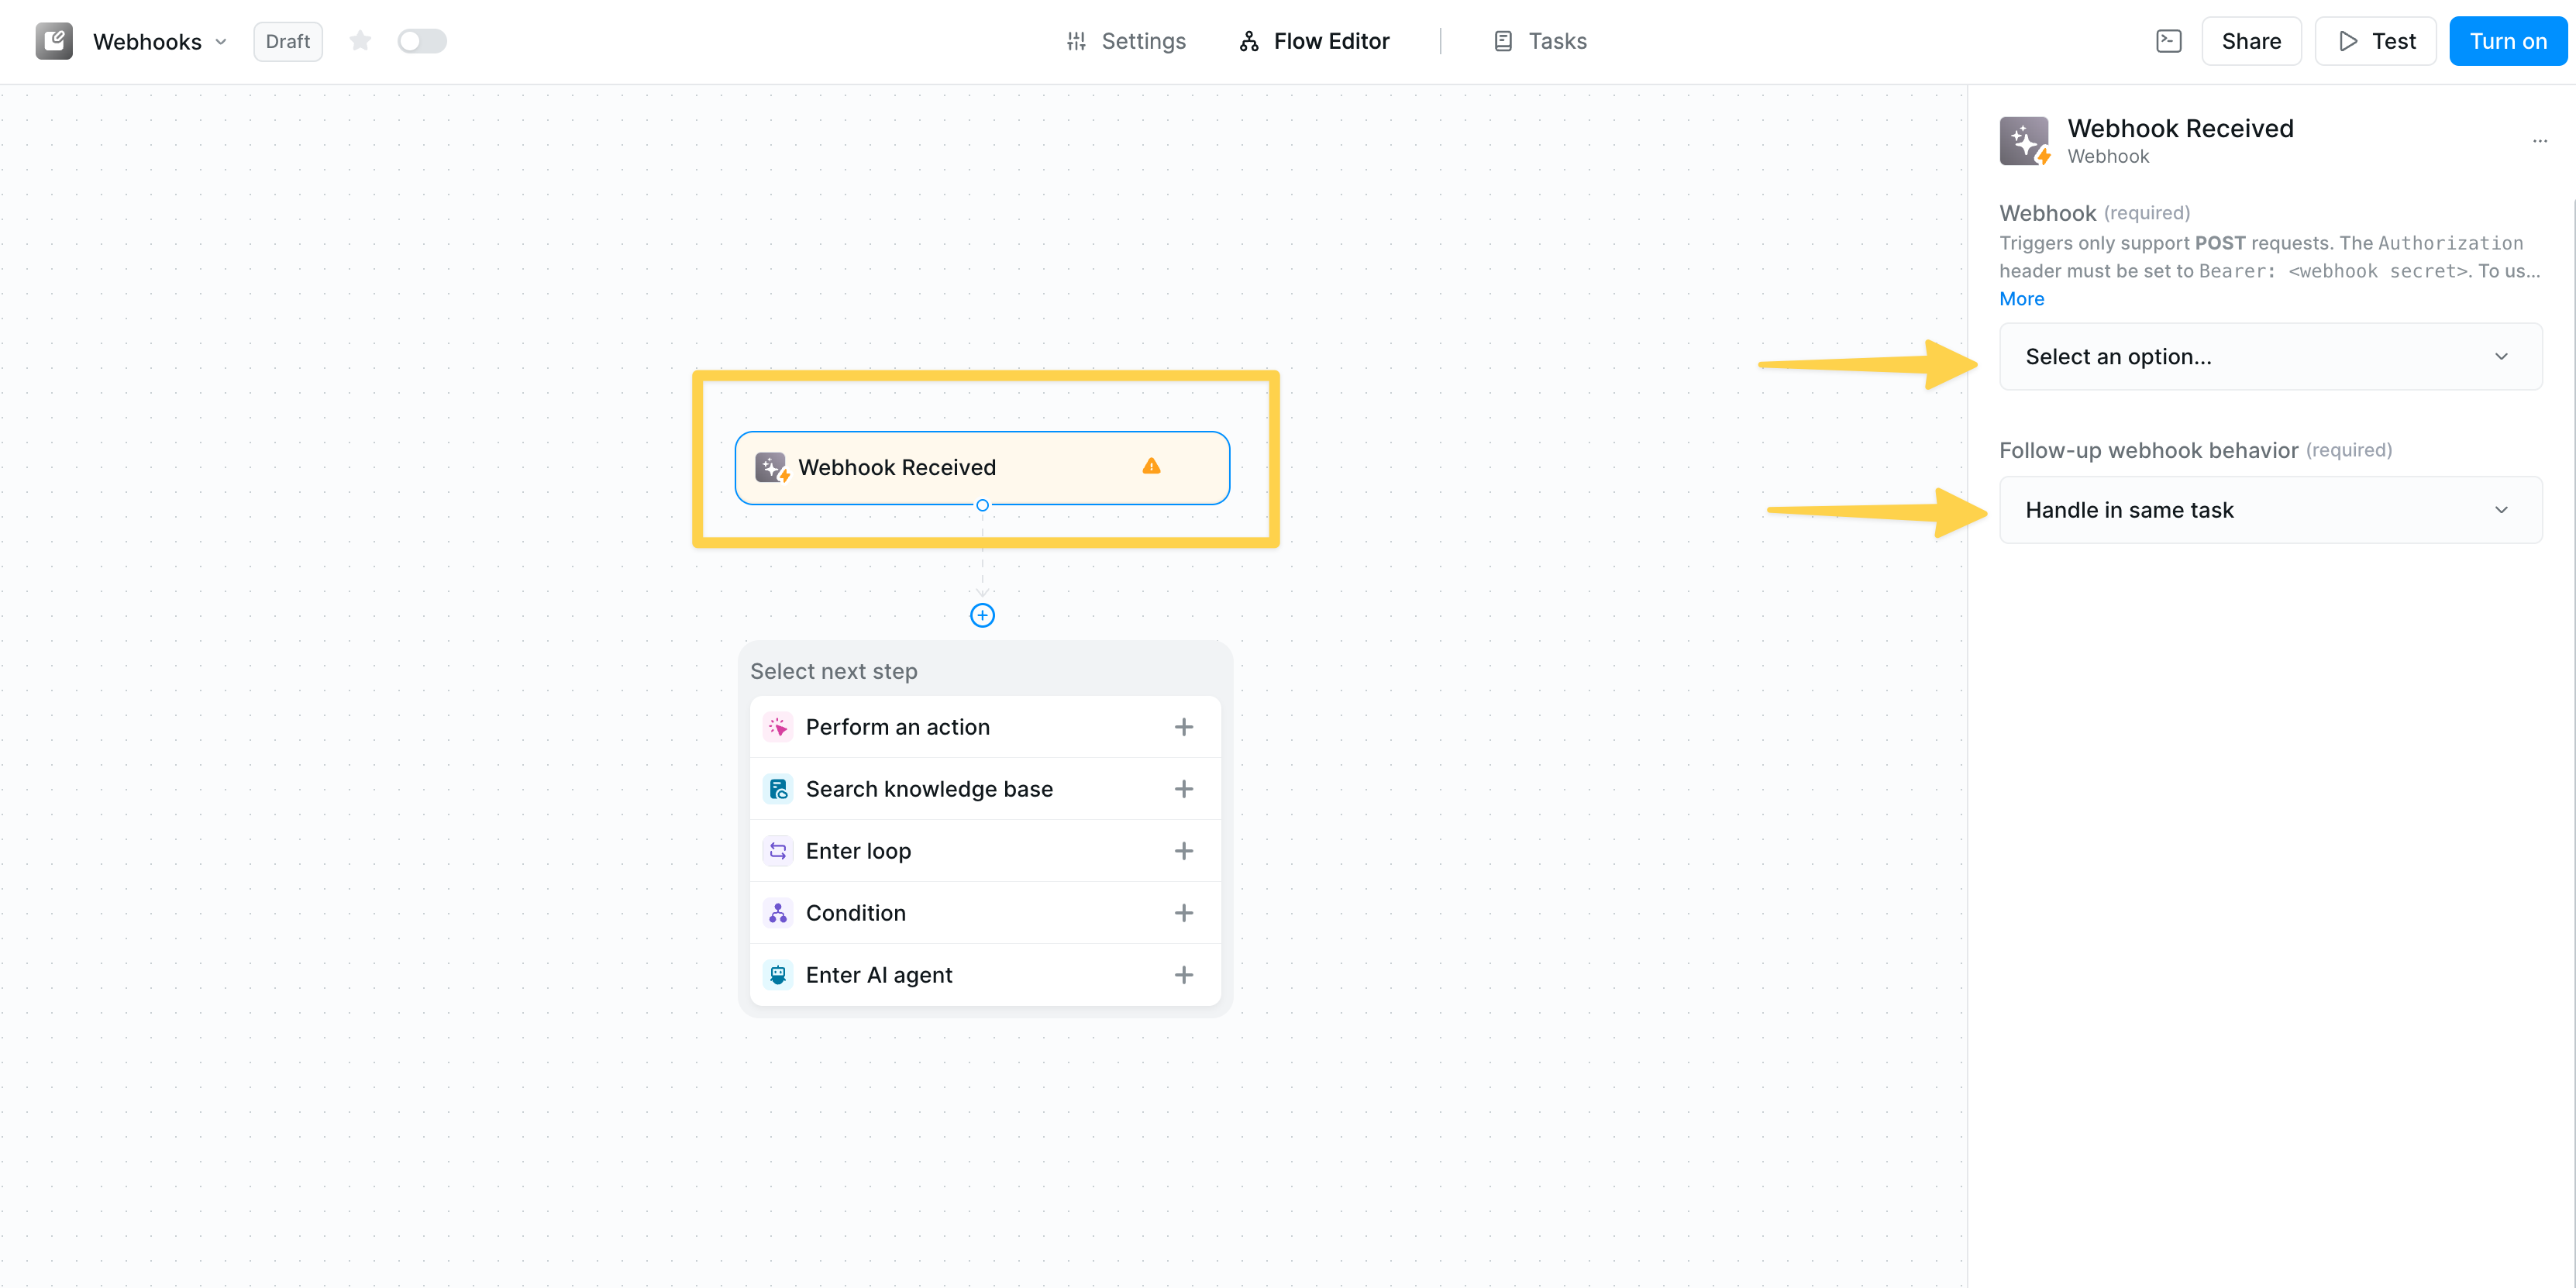 Webhooks
Draft
Settings
Flow Editor
Tasks
Share
Test
Turn on
Webhook Received
Select next step
Perform an action
Search knowledge base
Enter loop
Condition
Enter AI agent
Webhook Received
Webhook
Webhook (required)
Triggers only support POST requests. The Authorization
header must be set to Bearer: <webhook secret>. To us...
More
Select an option...
Follow-up webhook behavior (required)
Handle in same task